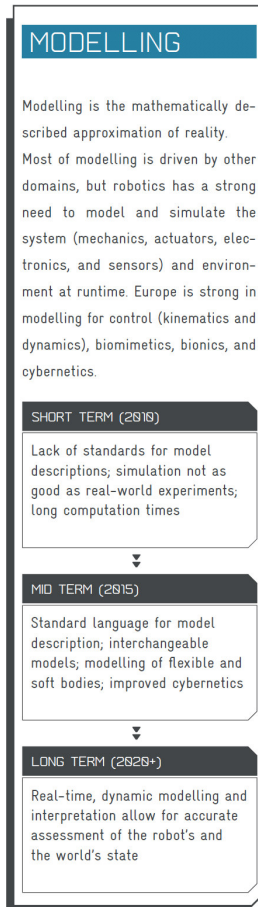 MODELLING
Modelling is the mathematically de-
scribed approximation of reality.
Most of modelling is driven by other
domains, but robotics has a strong
need to model and simulate the
system (mechanics, actuators, elec-
tronics, and sensors) and environ-
ment at runtime. Europe is strong in
modelling for control (kinematics and
dynamics), biomimetics, bionics, and
cybernetics.
SHORT TERM (2010)
Lack of standards for model
descriptions; simulation not as
good as real-world experiments;
long computation times
MID TERM (2015)
Standard language for model
description; interchangeable
models; modelling of flexible and
soft bodies; improved cybernetics
LONG TERM (2020+)
Real-time, dynamic modelling and
interpretation allow for accurate
assessment of the robot's and
the world's state